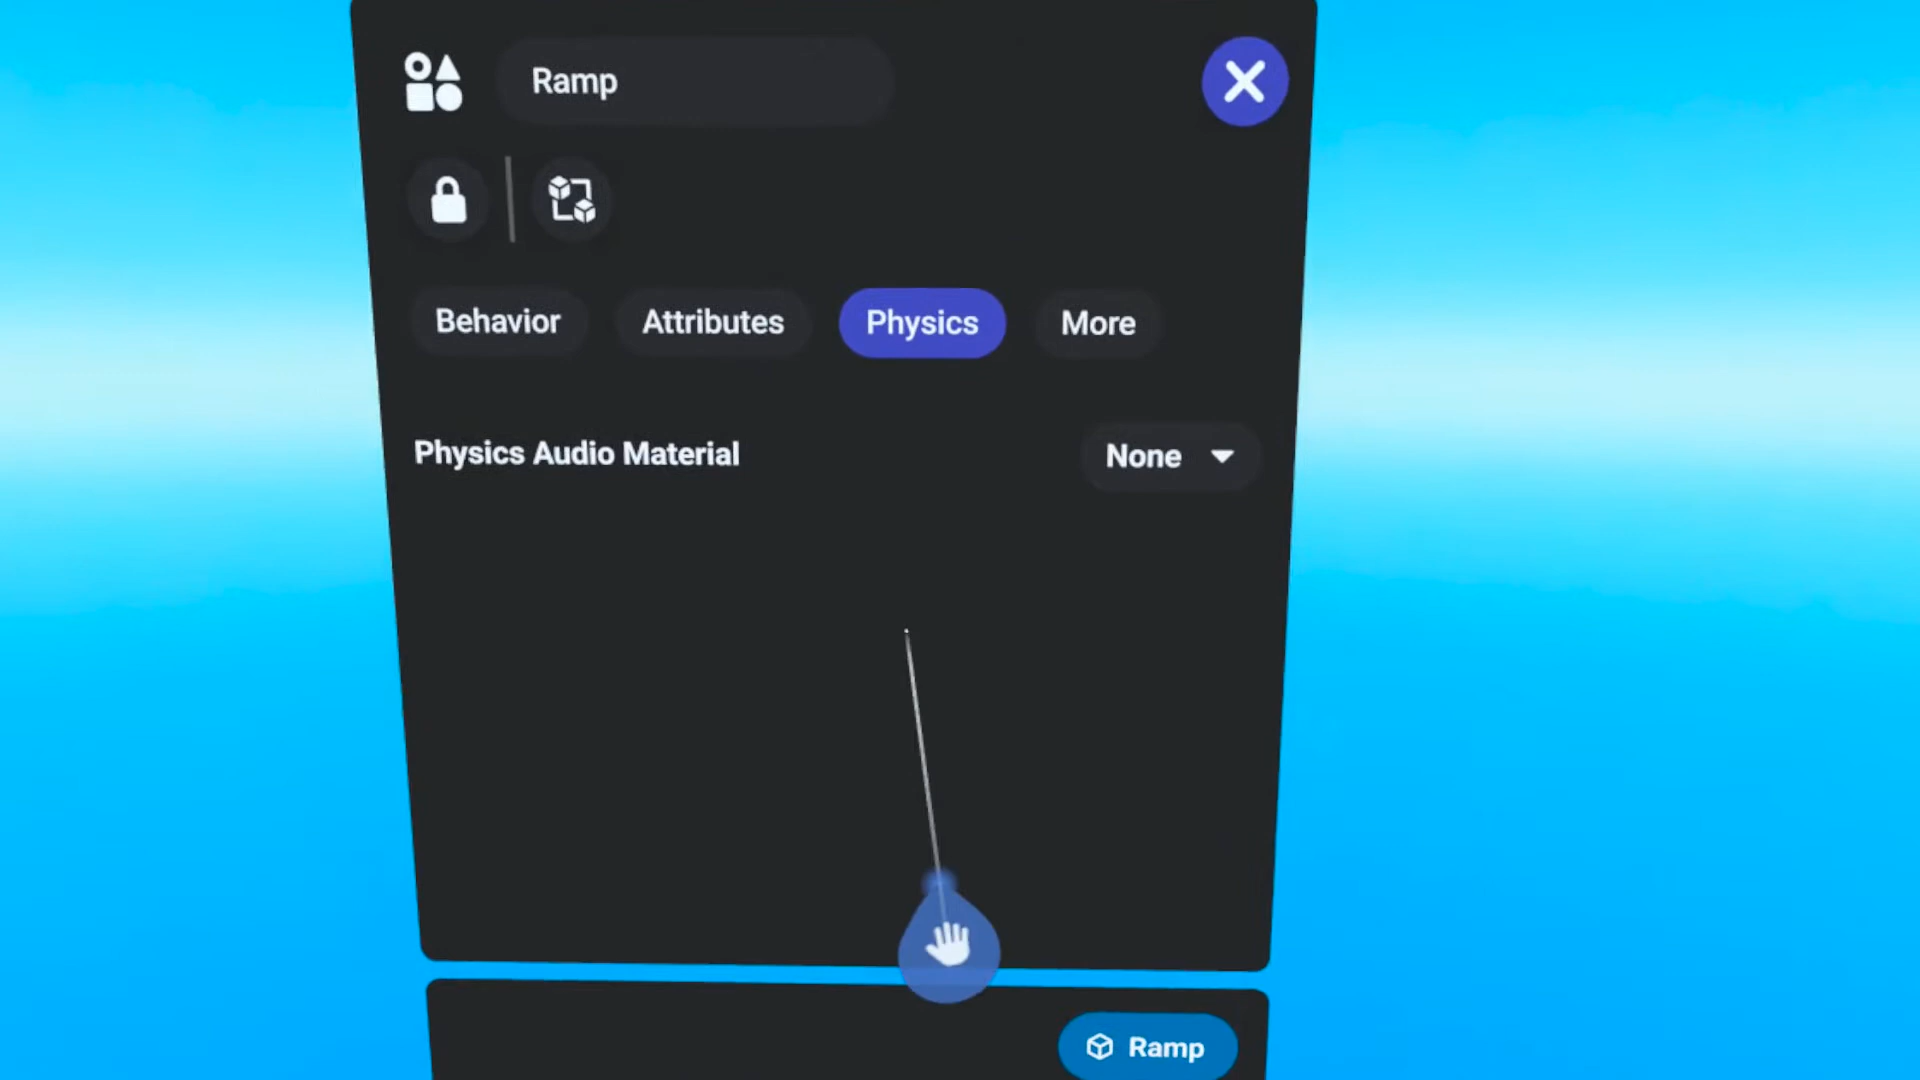 Ramp
Behavior Attributes Physics More
Physics Audio Material None
Ramp